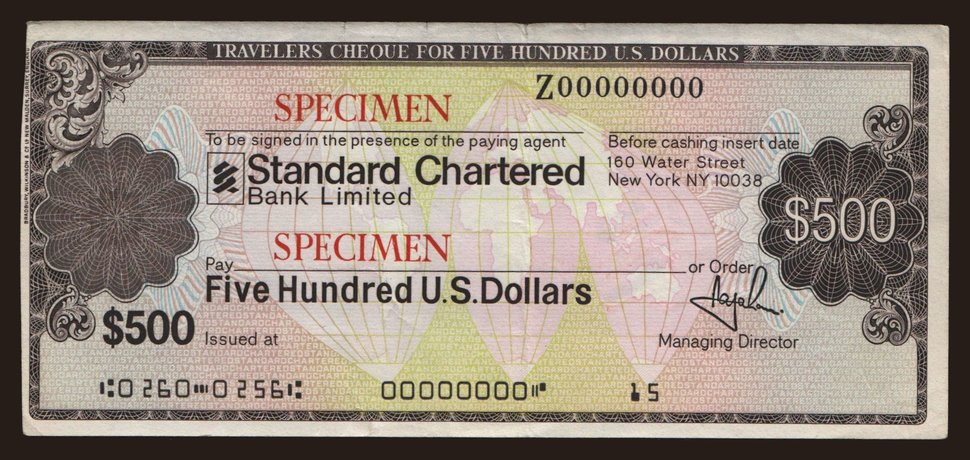 TRAVELERS CHEQUE FOR FIVE HUNDRED U.S. DOLLARS
Z00000000
SPECIMEN
To be signed in the presence of the paying agent
Before cashing insert date
Standard Chartered
Bank Limited
160 Water Street
New York NY 10038
$500
SPECIMEN
Pay
or Order
Five Hundred U.S.Dollars
$500
Issued at
Managing Director
⑆0260⑉0256⑆ 00000000⑈ 15